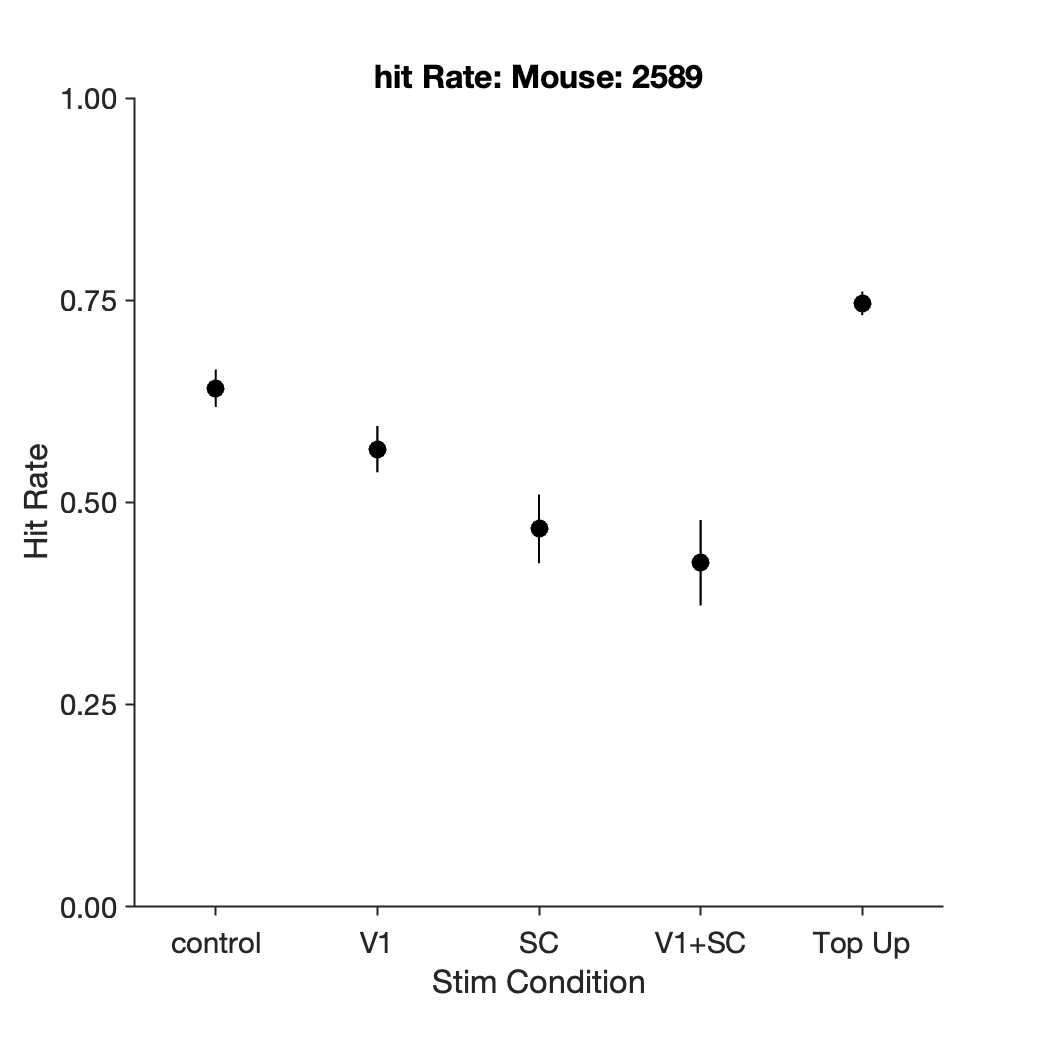 hit Rate: Mouse: 2589
1.00
0.75
0.50
0.25
0.00
Hit Rate
control V1 SC V1+SC Top Up
Stim Condition